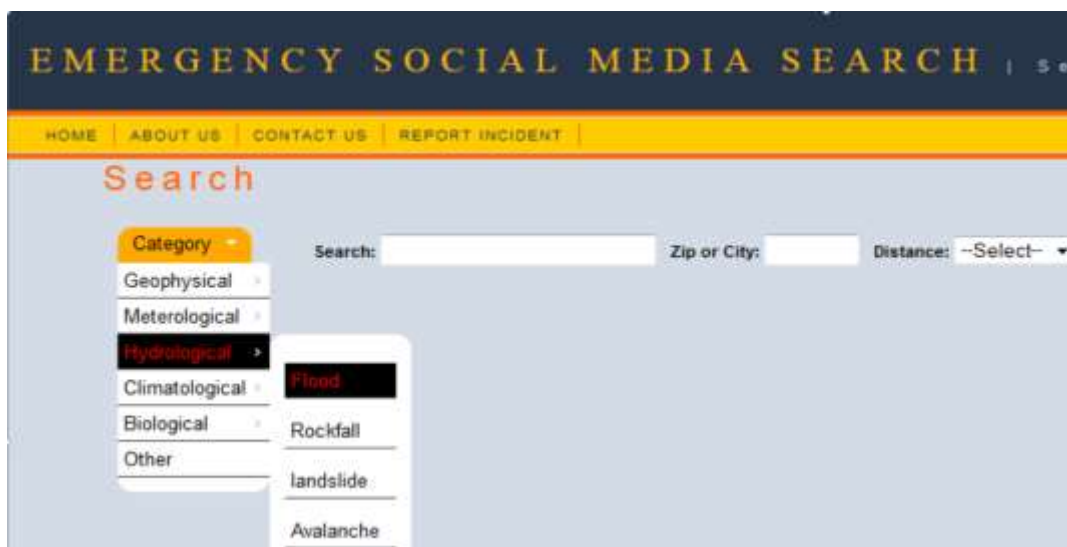 EMERGENCY SOCIAL MEDIA SEARCH |
HOME | ABOUT US | CONTACT US | REPORT INCIDENT |
Search
Category
Search: Zip or City: Distance: --Select--
Geophysical
Meterological
Hydrological
Climatological
Flood
Biological
Rockfall
Other
landslide
Avalanche